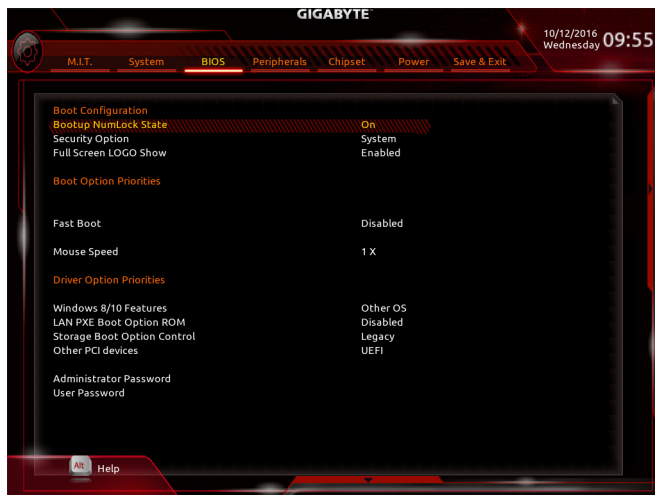 GIGABYTE™
10/12/2016 09:55
Wednesday
M.I.T. System BIOS Peripherals Chipset Power Save & Exit
Boot Configuration
Bootup NumLock State On
Security Option System
Full Screen LOGO Show Enabled
Boot Option Priorities
Fast Boot Disabled
Mouse Speed 1 X
Driver Option Priorities
Windows 8/10 Features Other OS
LAN PXE Boot Option ROM Disabled
Storage Boot Option Control Legacy
Other PCI devices UEFI
Administrator Password
User Password
Alt Help